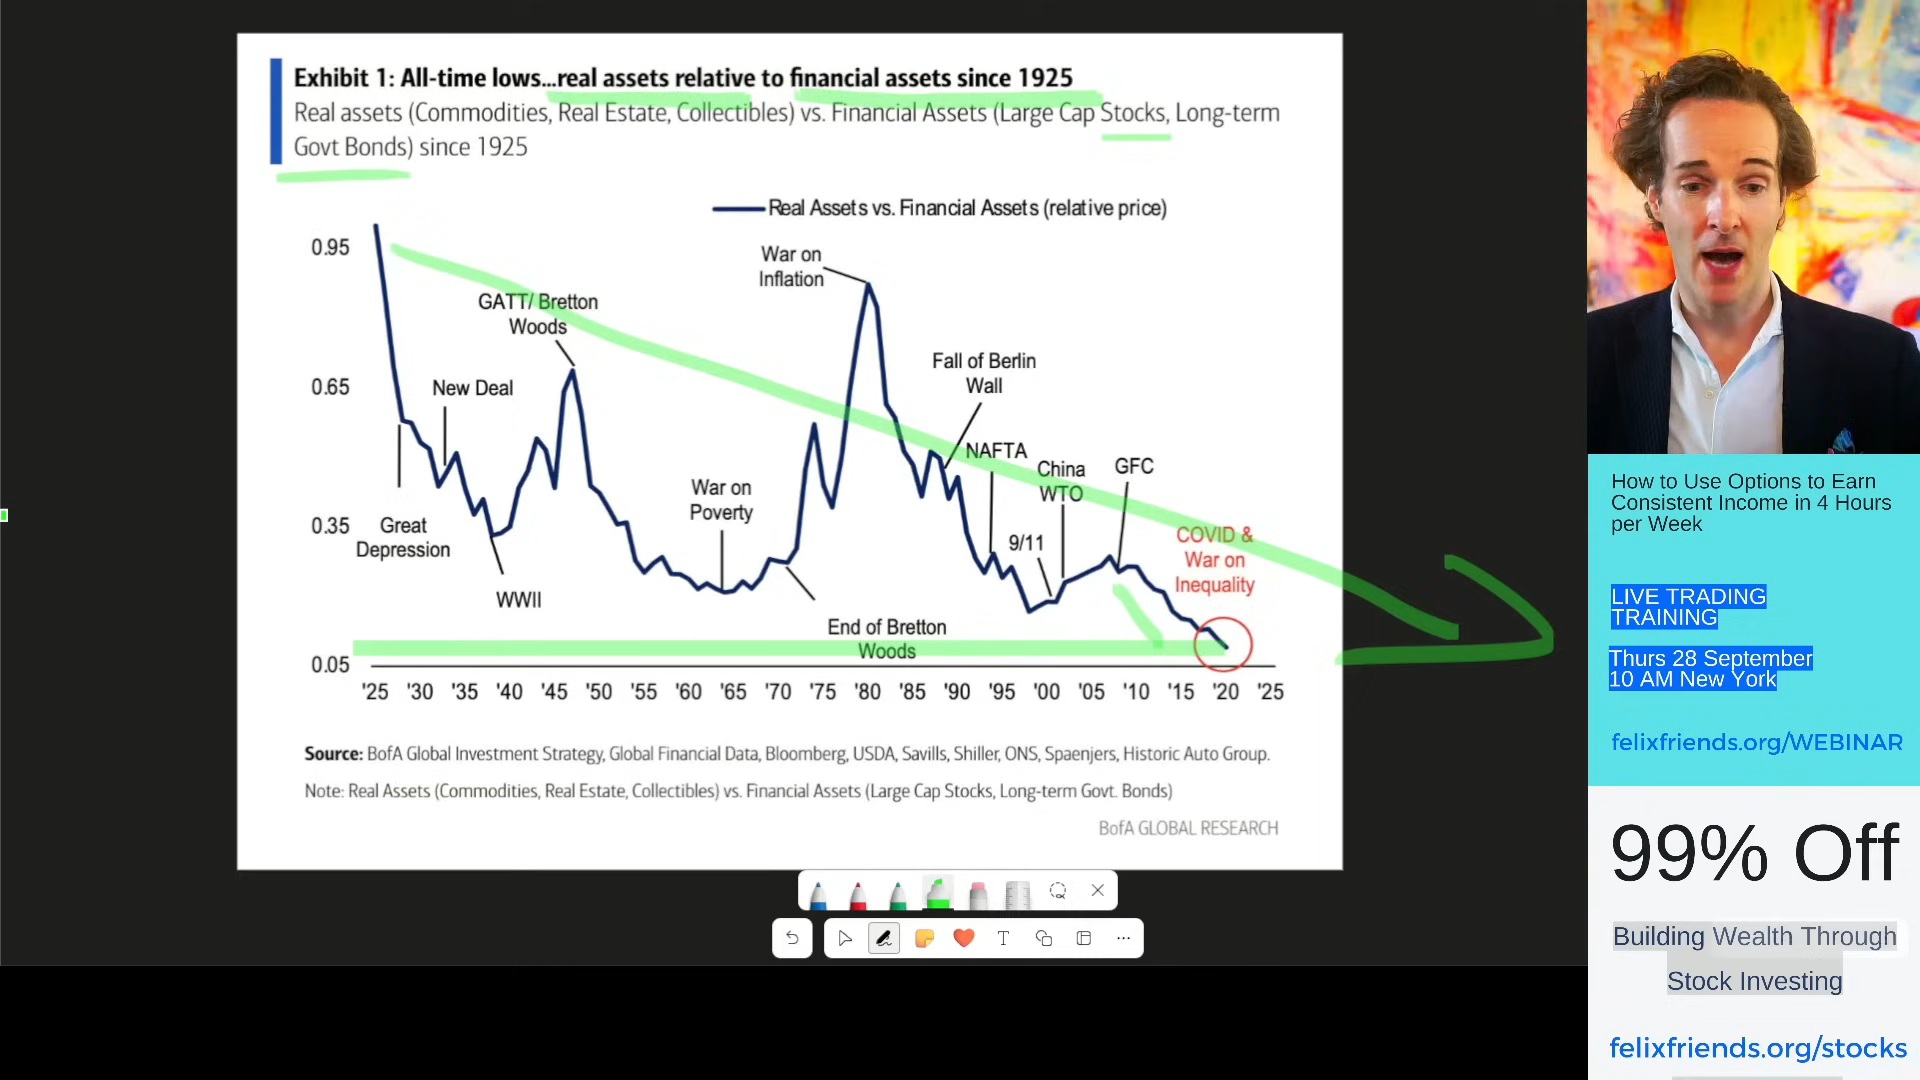 Exhibit 1: All-time lows...real assets relative to financial assets since 1925
Real assets (Commodities, Real Estate, Collectibles) vs. Financial Assets (Large Cap Stocks, Long-term
Govt Bonds) since 1925
Real Assets vs. Financial Assets (relative price)
0.95
0.65
0.35
0.05
War on
Inflation
GATT/ Bretton
Woods
New Deal
Fall of Berlin
Wall
NAFTA
China
WTO
GFC
War on
Poverty
Great
Depression
9/11
COVID &
War on
Inequality
WWII
End of Bretton
Woods
'25 '30 '35 '40 '45 '50 '55 '60 '65 '70 '75 '80 '85 '90 '95 '00 '05 '10 '15 '20 '25
Source: BofA Global Investment Strategy, Global Financial Data, Bloomberg, USDA, Savills, Shiller, ONS, Spaenjers, Historic Auto Group.
Note: Real Assets (Commodities, Real Estate, Collectibles) vs. Financial Assets (Large Cap Stocks, Long-term Govt. Bonds)
BofA GLOBAL RESEARCH
T
How to Use Options to Earn
Consistent Income in 4 Hours
per Week
LIVE TRADING
TRAINING
Thurs 28 September
10 AM New York
felixfriends.org/WEBINAR
99% Off
Building Wealth Through
Stock Investing
felixfriends.org/stocks